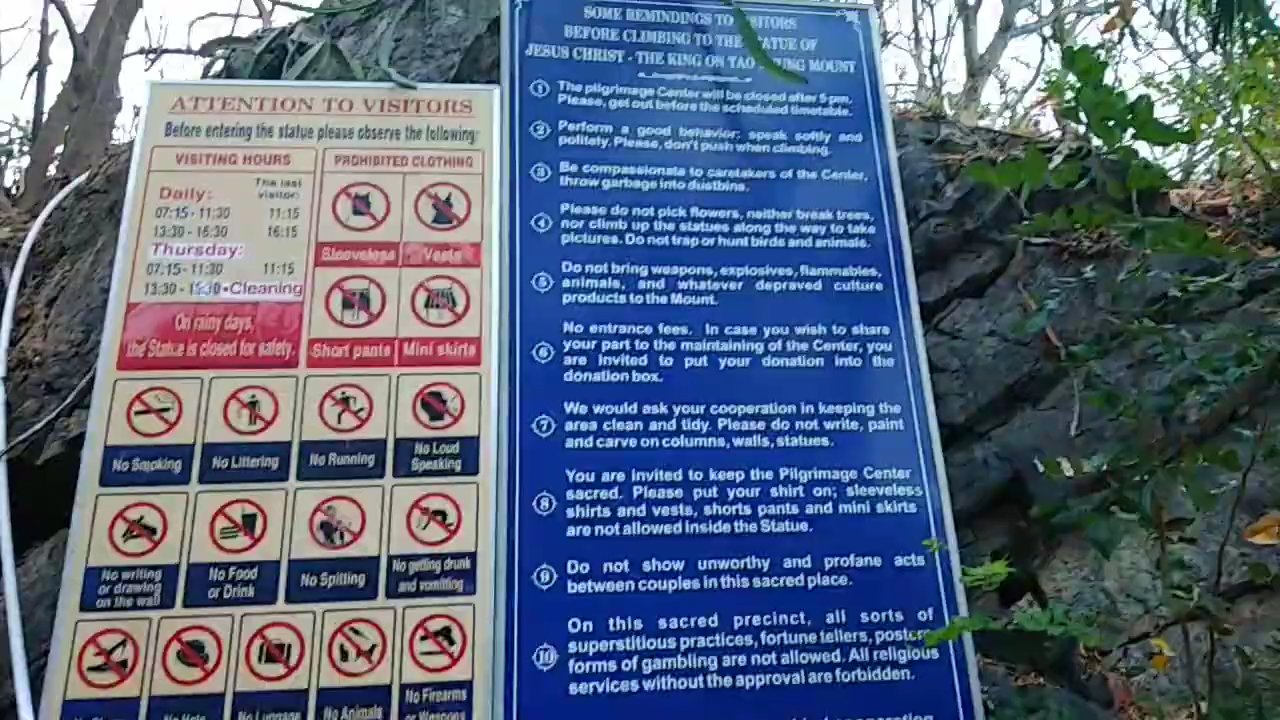 ATTENTION TO VISITORS
Before entering the statue please observe the following:
VISITING HOURS
Daily:
The last
visitor:
07:15 - 11:30 11:15
13:30 - 16:30 16:15
Thursday:
07:15 - 11:30 11:15
13:30 - •Cleaning
On rainy days,
the Statue is closed for safety.
PROHIBITED CLOTHING
Sleeveless
Vests
Short pants
Mini skirts
No Smoking
No Littering
No Running
No Loud
Speaking
No writing
or drawing
on the wall
No Food
or Drink
No Spitting
No getting drunk
and vomitting
No
No Hats
No Luggage
No Animals
No Firearms
or Weapons
SOME REMINDINGS TO VISITORS
BEFORE CLIMBING TO THE STATUE OF
JESUS CHRIST - THE KING ON TAO PHUNG MOUNT
1 The pilgrimage Center will be closed after 5 pm.
Please, get out before the scheduled timetable.
2 Perform a good behavior: speak softly and
politely. Please, don't push when climbing.
3 Be compassionate to caretakers of the Center,
throw garbage into dustbins.
4 Please do not pick flowers, neither break trees,
nor climb up the statues along the way to take
pictures. Do not trap or hunt birds and animals.
5 Do not bring weapons, explosives, flammables,
animals, and whatever depraved culture
products to the Mount.
6 No entrance fees. In case you wish to share
your part to the maintaining of the Center, you
are invited to put your donation into the
donation box.
7 We would ask your cooperation in keeping the
area clean and tidy. Please do not write, paint
and carve on columns, walls, statues.
8 You are invited to keep the Pilgrimage Center
sacred. Please put your shirt on; sleeveless
shirts and vests, shorts pants and mini skirts
are not allowed inside the Statue.
9 Do not show unworthy and profane acts
between couples in this sacred place.
10 On this sacred precinct, all sorts of
superstitious practices, fortune tellers,
forms of gambling are not allowed. All religious
services without the approval are forbidden.